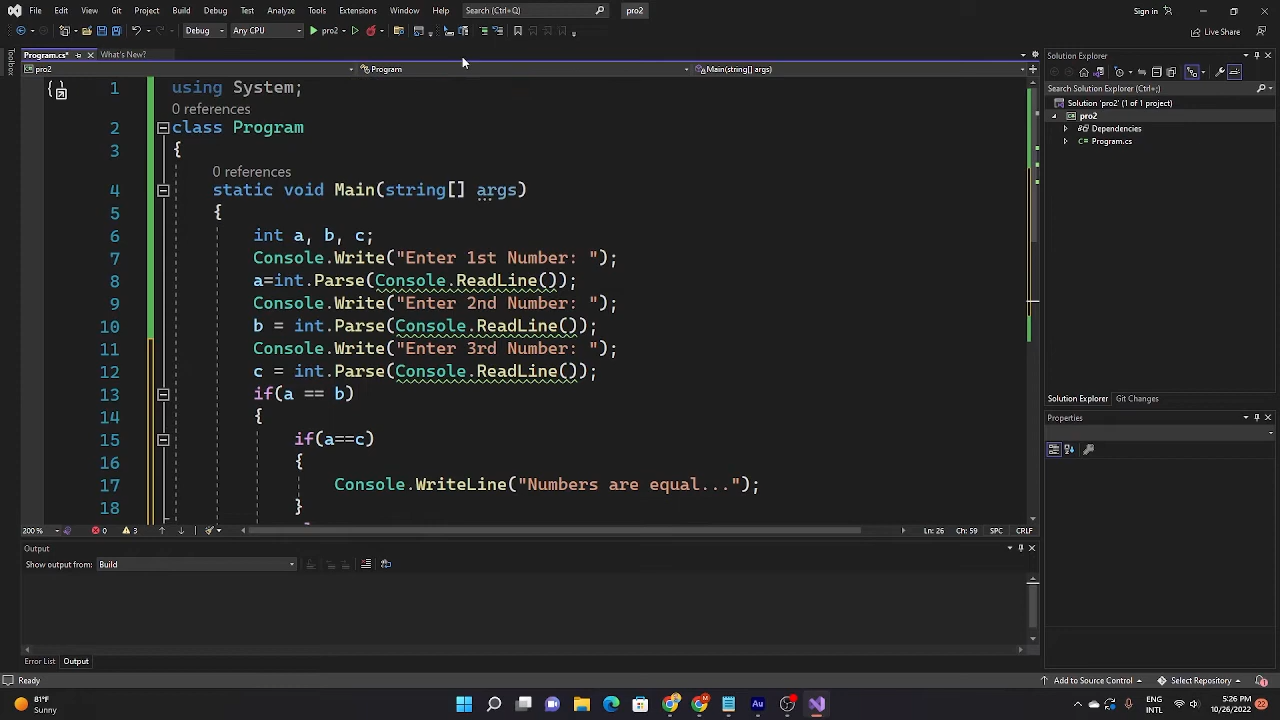 File Edit View Git Project Build Debug Test Analyze Tools Extensions Window Help Search (Ctrl+Q) pro2 Sign in
Debug Any CPU pro2 Live Share
Program.cs* What's New? Solution Explorer
pro2 Program Main(string[] args)
Search Solution Explorer (Ctrl+;)
Solution 'pro2' (1 of 1 project)
pro2
Dependencies
Program.cs
1 using System;
0 references
2 class Program
3 {
0 references
4 static void Main(string[] args)
5 {
6 int a, b, c;
7 Console.Write("Enter 1st Number: ");
8 a=int.Parse(Console.ReadLine());
9 Console.Write("Enter 2nd Number: ");
10 b = int.Parse(Console.ReadLine());
11 Console.Write("Enter 3rd Number: ");
12 c = int.Parse(Console.ReadLine());
13 if(a == b)
14 {
15 if(a==c)
16 {
17 Console.WriteLine("Numbers are equal...");
18 }
Solution Explorer Git Changes
Properties
200 % 0 3 Ln: 26 Ch: 59 SPC CRLF
Output
Show output from: Build
Error List Output
Ready Add to Source Control Select Repository 1
81°F
Sunny
Au
ENG
INTL
5:26 PM
10/26/2022